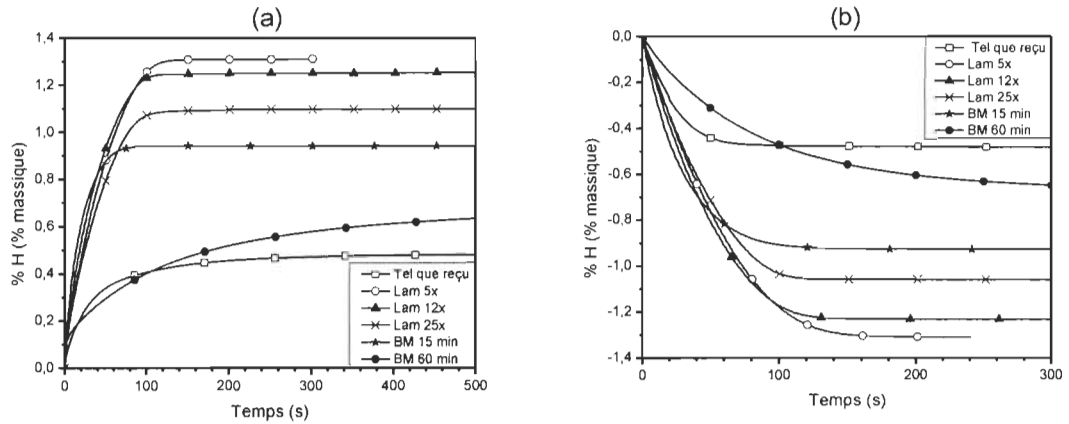 (a)
1,4
1,2
1,0
0,8
0,6
0,4
0,2
0,0
% H (% massique)
Tel que reçu
Lam 5x
Lam 12x
Lam 25x
BM 15 min
BM 60 min
0
100
200
300
400
500
Temps (s)
(b)
0,0
-0,2
-0,4
-0,6
-0,8
-1,0
-1,2
-1,4
% H (% massique)
Tel que reçu
Lam 5x
Lam 12x
Lam 25x
BM 15 min
BM 60 min
0
100
200
300
Temps (s)